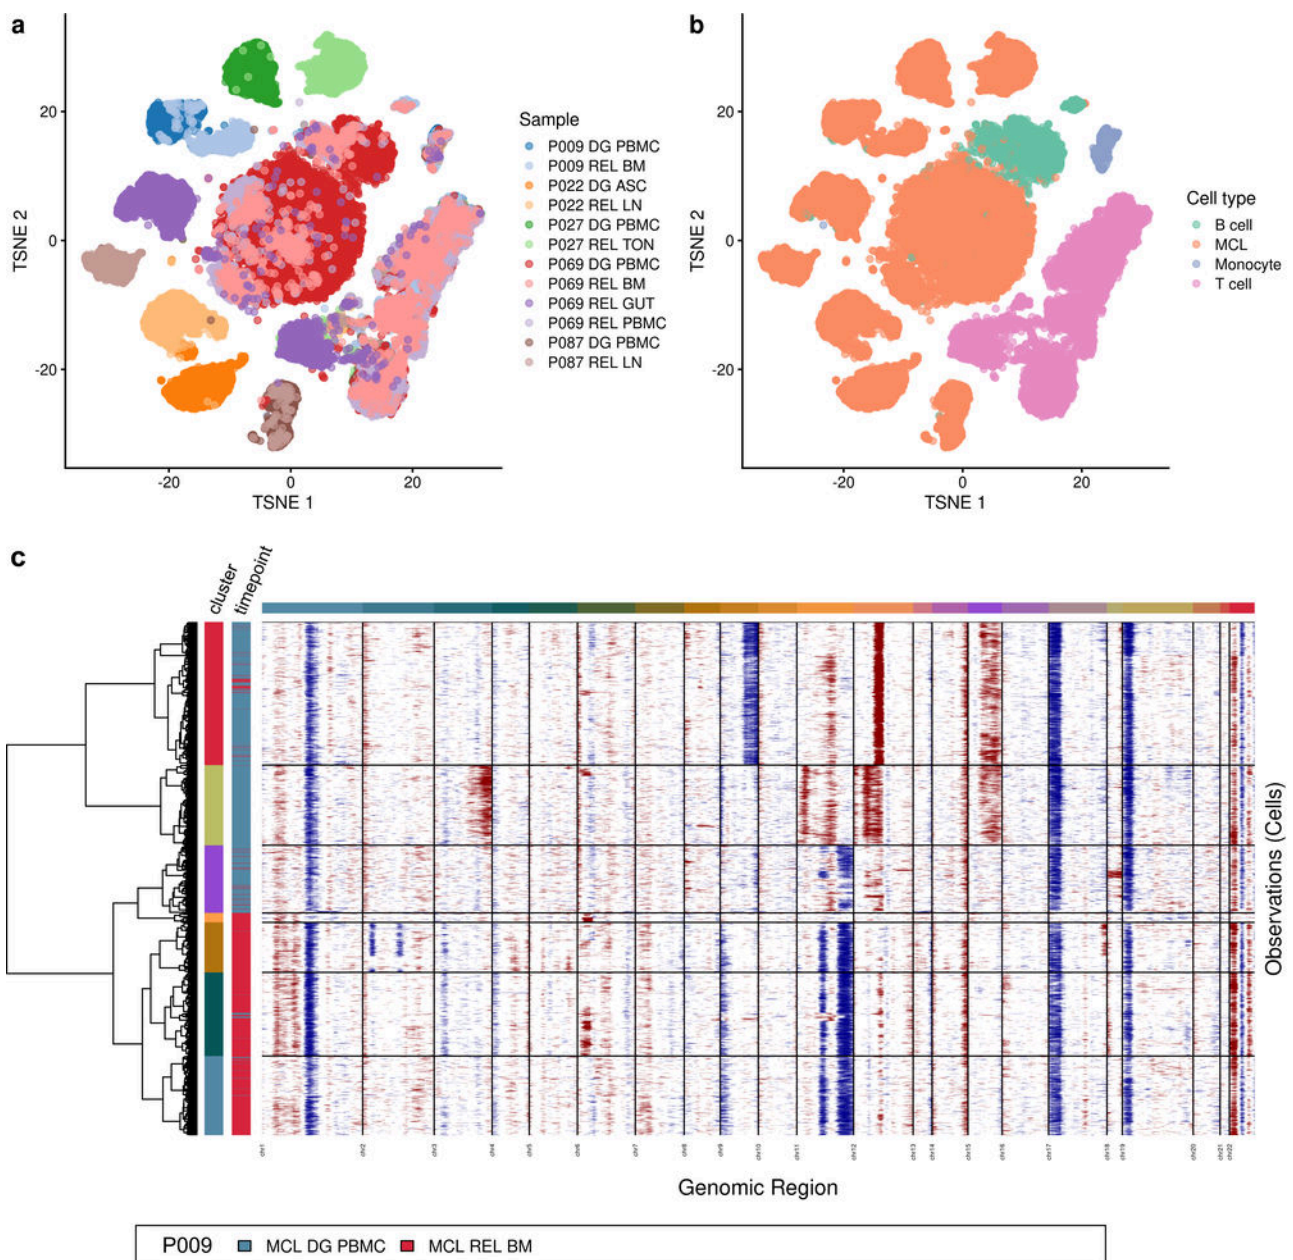 a
20
0
-20
TSNE 2
-20 0 20
TSNE 1
Sample
P009 DG PBMC
P009 REL BM
P022 DG ASC
P022 REL LN
P027 DG PBMC
P027 REL TON
P069 DG PBMC
P069 REL BM
P069 REL GUT
P069 REL PBMC
P087 DG PBMC
P087 REL LN
b
20
0
-20
TSNE 2
-20 0 20
TSNE 1
Cell type
B cell
MCL
Monocyte
T cell
c
cluster
timepoint
Observations (Cells)
chr1 chr2 chr3 chr4 chr5 chr6 chr7 chr8 chr9 chr10 chr11 chr12 chr13 chr14 chr15 chr16 chr17 chr18 chr19 chr20 chr21 chr22
Genomic Region
P009 MCL DG PBMC MCL REL BM